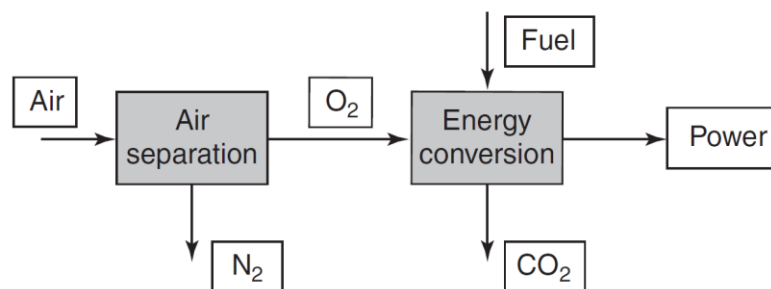 Fuel
Air
Air
separation
O₂
Energy
conversion
Power
N₂
CO₂